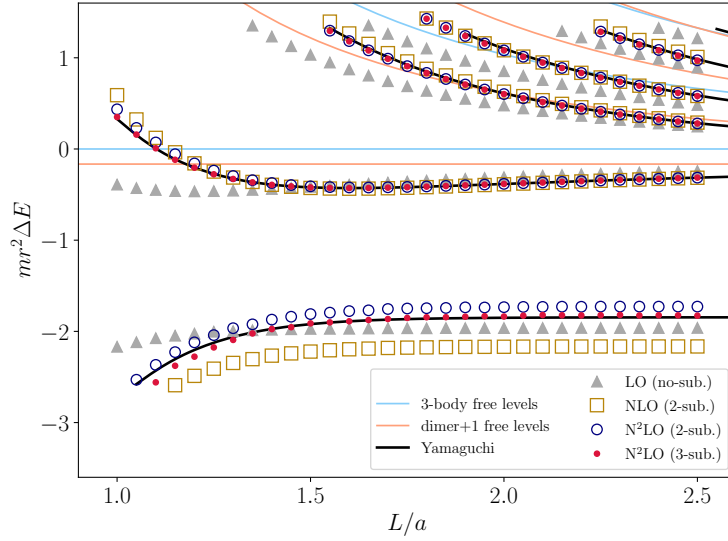 1
0
−1
−2
−3
mr²ΔE
1.0
1.5
2.0
2.5
L/a
3-body free levels
dimer+1 free levels
Yamaguchi
LO (no-sub.)
NLO (2-sub.)
N²LO (2-sub.)
N²LO (3-sub.)